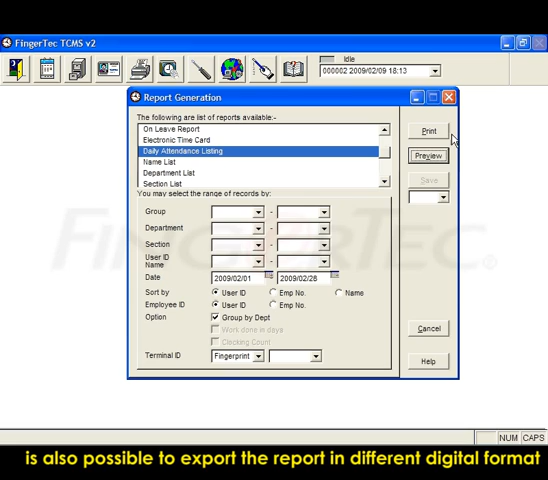 FingerTec TCMS v2
Idle
000002 2009/02/09 18:13
Report Generation
The following are list of reports available:-
On Leave Report
Electronic Time Card
Daily Attendance Listing
Name List
Department List
Section List
You may select the range of records by:
Group -
Department -
Section -
User ID
Name -
Date 2009/02/01 - 2009/02/28
Sort by User ID Emp No. Name
Employee ID User ID Emp No.
Option Group by Dept
Work done in days
Clocking Count
Terminal ID Fingerprint
Print
Preview
Save
Cancel
Help
FINGERTEC
NUM CAPS
is also possible to export the report in different digital format